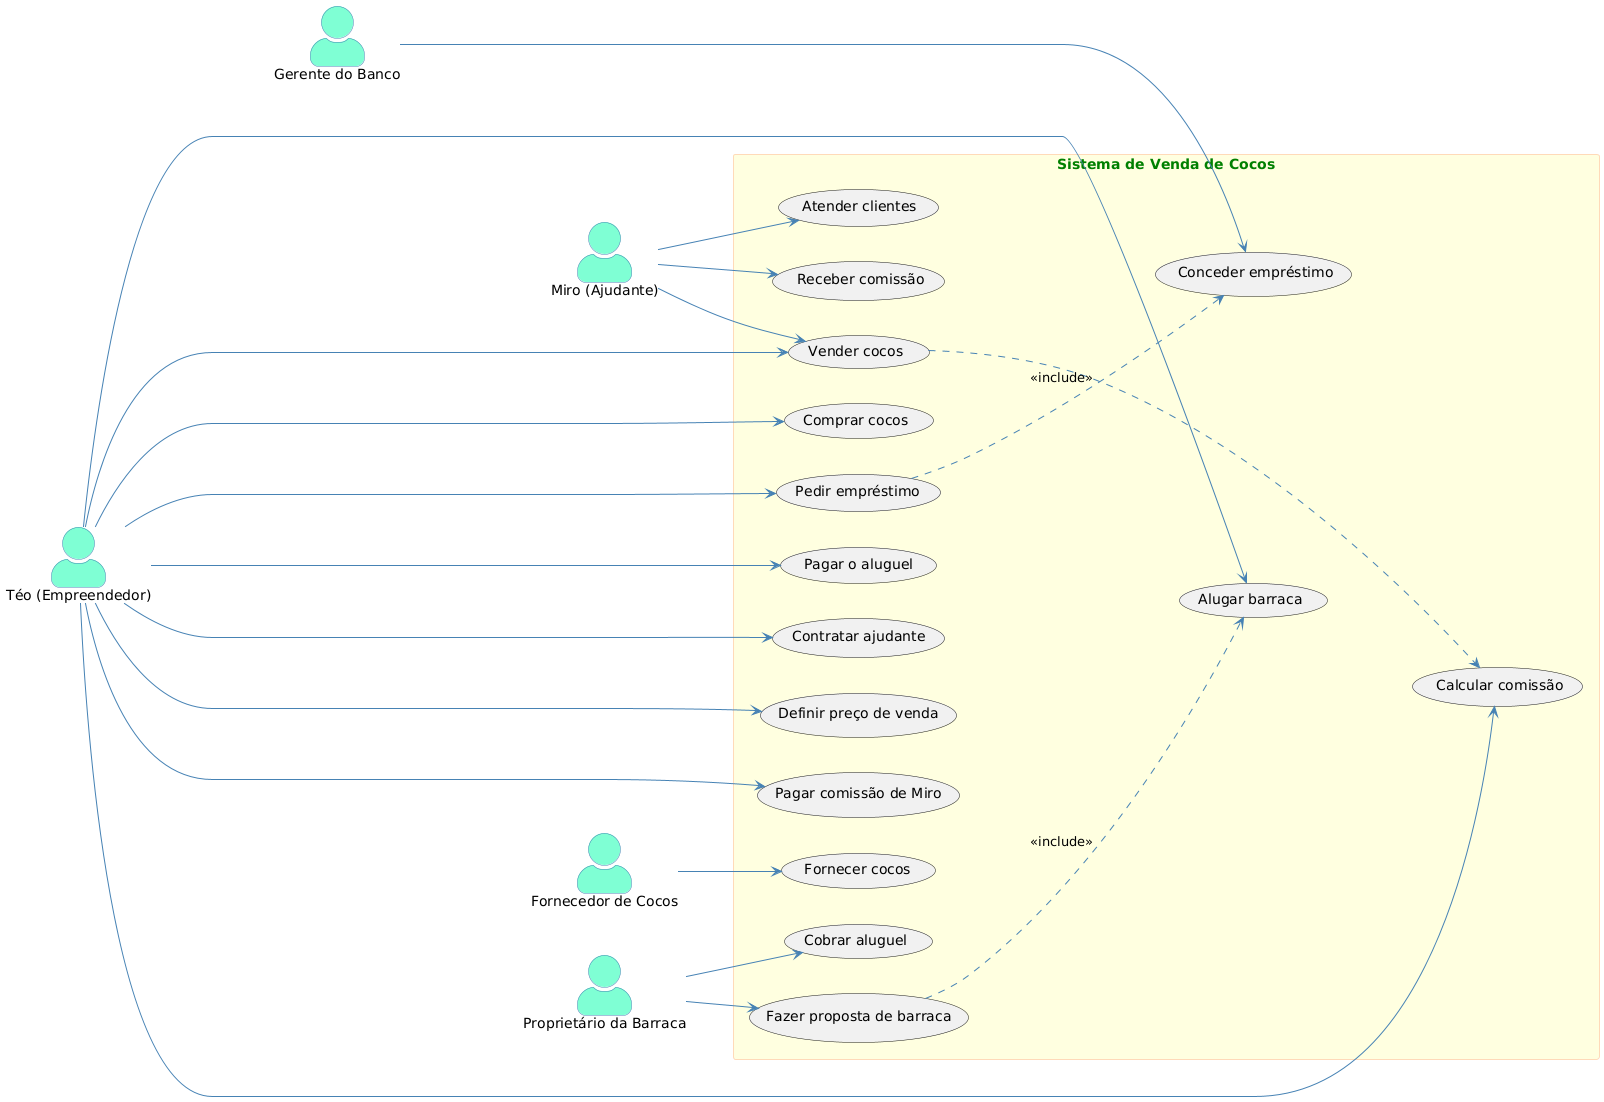 Gerente do Banco
Sistema de Venda de Cocos
Atender clientes
Conceder empréstimo
Receber comissão
Miro (Ajudante)
Vender cocos
«include»
Comprar cocos
Pedir empréstimo
Pagar o aluguel
Téo (Empreendedor)
Alugar barraca
Contratar ajudante
Calcular comissão
Definir preço de venda
Pagar comissão de Miro
«include»
Fornecer cocos
Fornecedor de Cocos
Cobrar aluguel
Fazer proposta de barraca
Proprietário da Barraca